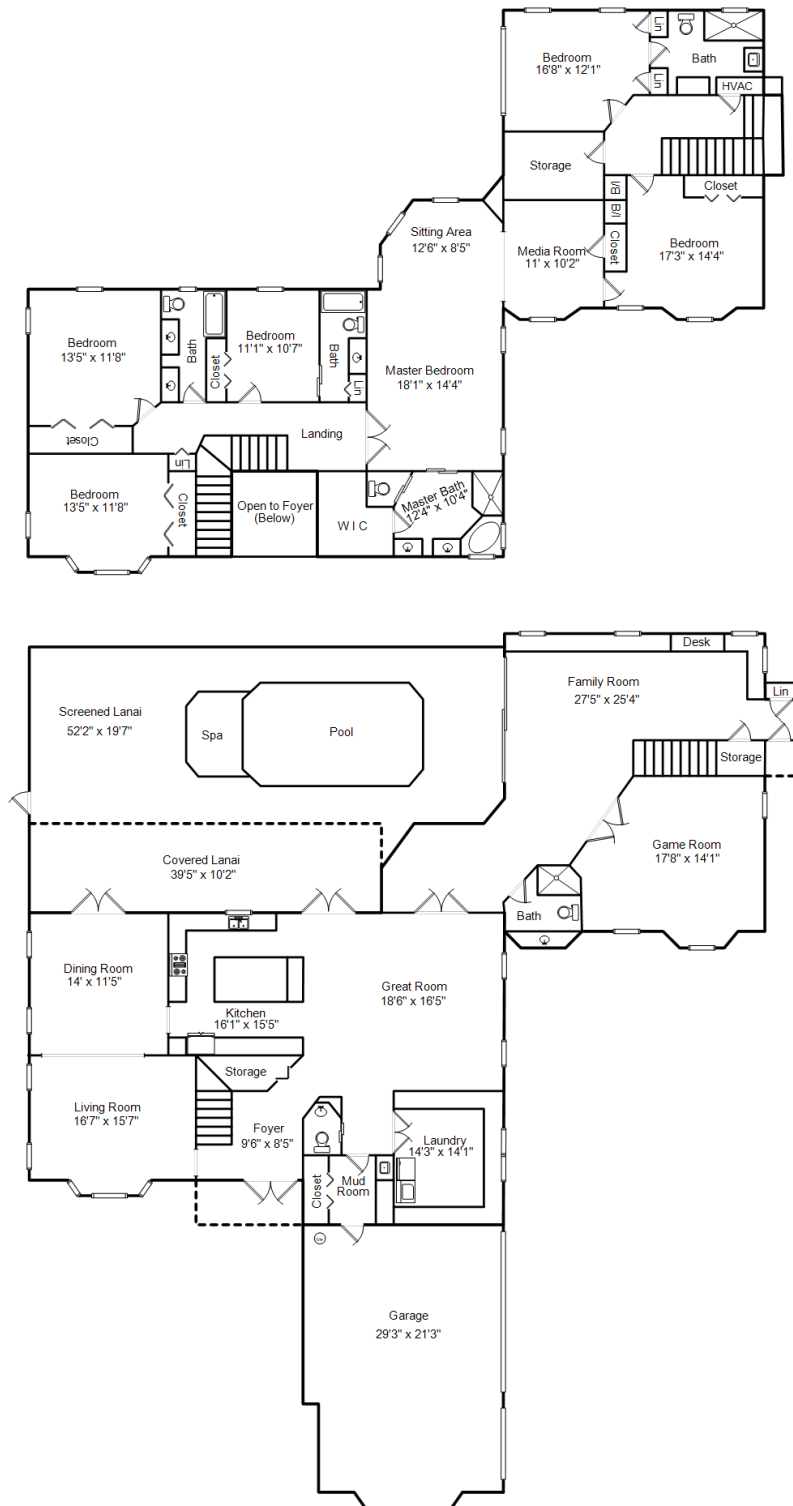 Bedroom
16'8" x 12'1"
Lin
Lin
Bath
HVAC
Storage
I/B
B/I
Closet
Closet
Bedroom
17'3" x 14'4"
Sitting Area
12'6" x 8'5"
Media Room
11' x 10'2"
Bedroom
13'5" x 11'8"
Bath
Closet
Bedroom
11'1" x 10'7"
Bath
Lin
Master Bedroom
18'1" x 14'4"
Closet
Landing
Lin
Bedroom
13'5" x 11'8"
Closet
Open to Foyer
(Below)
W I C
Master Bath
12'4" x 10'4"
Desk
Family Room
27'5" x 25'4"
Lin
Screened Lanai
52'2" x 19'7"
Spa
Pool
Storage
Game Room
17'8" x 14'1"
Covered Lanai
39'5" x 10'2"
Bath
Dining Room
14' x 11'5"
Kitchen
16'1" x 15'5"
Great Room
18'6" x 16'5"
Storage
Living Room
16'7" x 15'7"
Foyer
9'6" x 8'5"
Laundry
14'3" x 14'1"
Closet
Mud
Room
Garage
29'3" x 21'3"